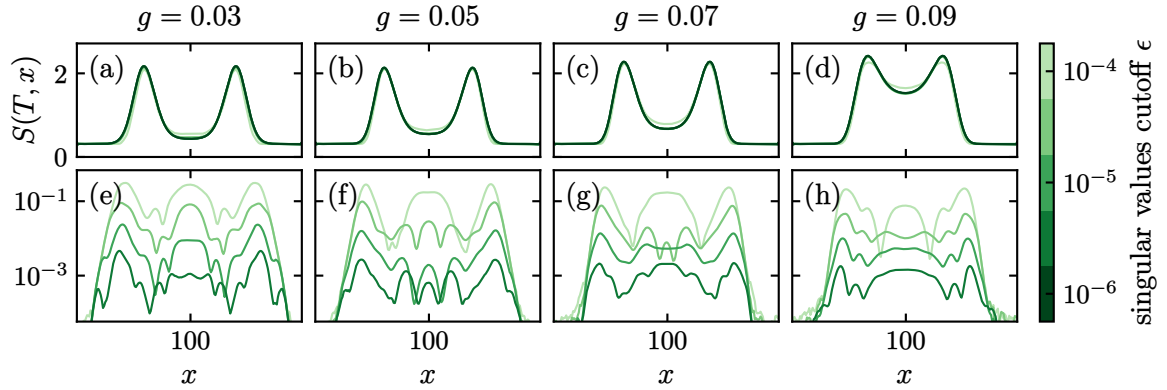 g = 0.03 g = 0.05 g = 0.07 g = 0.09
S(T, x)
2
0
(a) (b) (c) (d)
10⁻¹
10⁻³
(e) (f) (g) (h)
100 100 100 100
x x x x
10⁻⁴
10⁻⁵
10⁻⁶
singular values cutoff ϵ